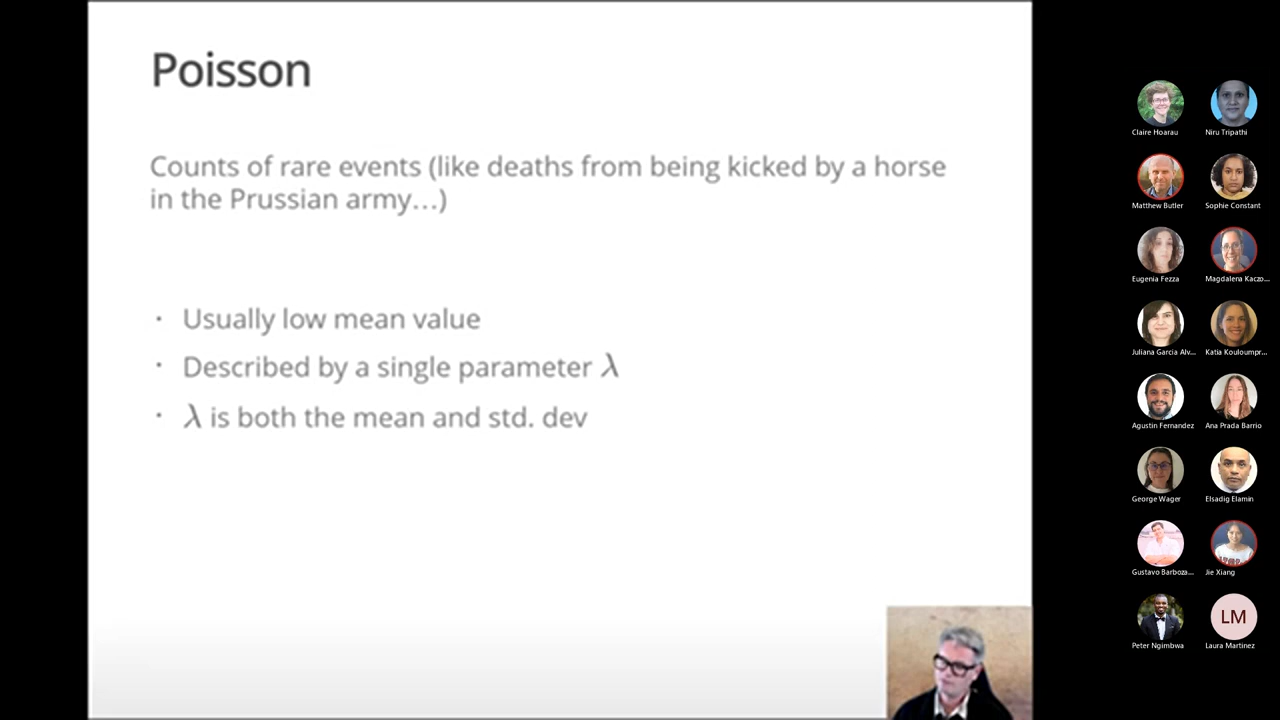 Poisson
Counts of rare events (like deaths from being kicked by a horse
in the Prussian army…)
· Usually low mean value
· Described by a single parameter λ
· λ is both the mean and std. dev
Claire Hoarau
Niru Tripathi
Matthew Butler
Sophie Constant
Eugenia Fezza
Magdalena Kaczo...
Juliana Garcia Alv...
Katia Kouloumpr...
Agustin Fernandez
Ana Prada Barrio
George Wager
Elsadig Elamin
Gustavo Barboza...
Jie Xiang
Peter Ngimbwa
LM
Laura Martinez